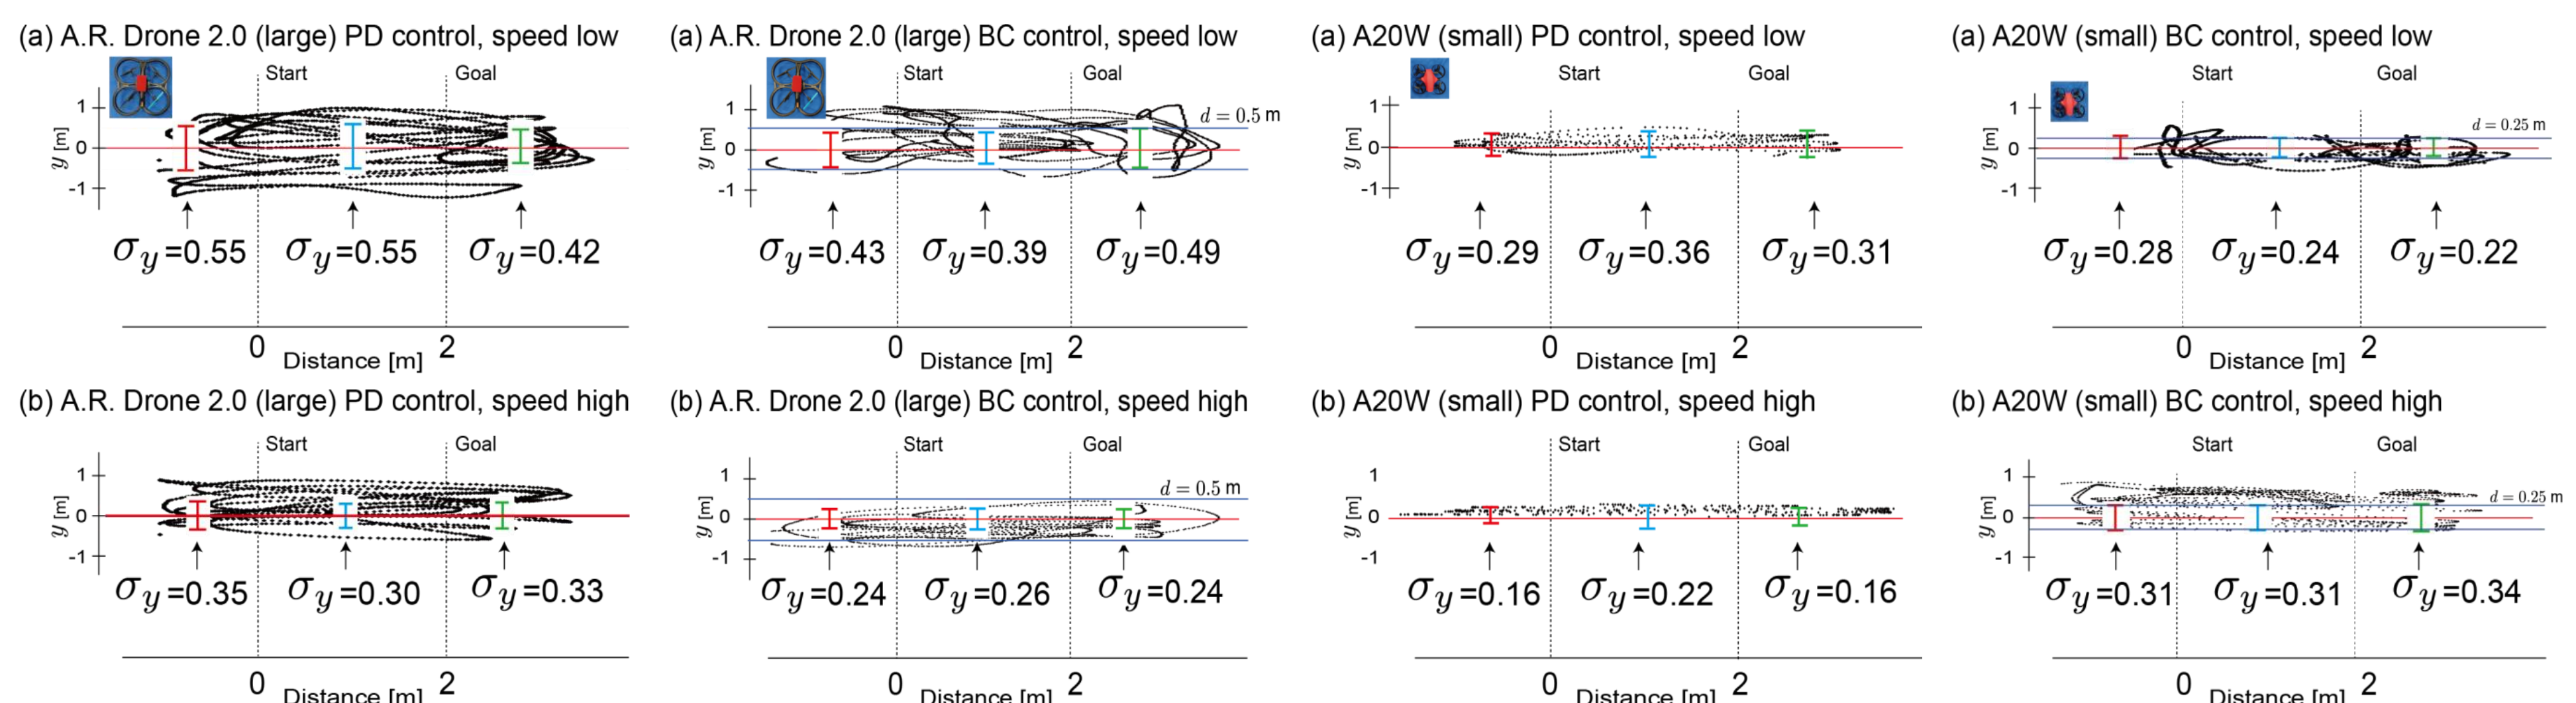 (a) A.R. Drone 2.0 (large) PD control, speed low
Start
Goal
1
0
-1
y [m]
σy=0.55
σy=0.55
σy=0.42
0
2
Distance [m]
(a) A.R. Drone 2.0 (large) BC control, speed low
Start
Goal
d = 0.5 m
1
0
-1
y [m]
σy=0.43
σy=0.39
σy=0.49
0
2
Distance [m]
(a) A20W (small) PD control, speed low
Start
Goal
1
0
-1
y [m]
σy=0.29
σy=0.36
σy=0.31
0
2
Distance [m]
(a) A20W (small) BC control, speed low
Start
Goal
d = 0.25 m
1
0
-1
y [m]
σy=0.28
σy=0.24
σy=0.22
0
2
Distance [m]
(b) A.R. Drone 2.0 (large) PD control, speed high
Start
Goal
1
0
-1
y [m]
σy=0.35
σy=0.30
σy=0.33
0
2
Distance [m]
(b) A.R. Drone 2.0 (large) BC control, speed high
Start
Goal
d = 0.5 m
1
0
-1
y [m]
σy=0.24
σy=0.26
σy=0.24
0
2
Distance [m]
(b) A20W (small) PD control, speed high
Start
Goal
1
0
-1
y [m]
σy=0.16
σy=0.22
σy=0.16
0
2
Distance [m]
(b) A20W (small) BC control, speed high
Start
Goal
d = 0.25 m
1
0
-1
y [m]
σy=0.31
σy=0.31
σy=0.34
0
2
Distance [m]